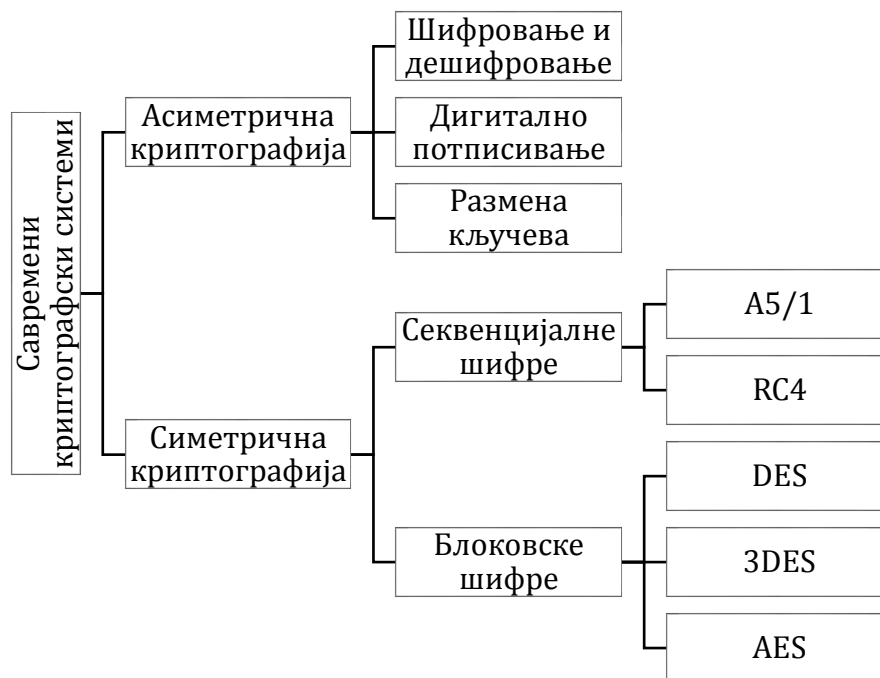 Савремени
криптографски системи
Асиметрична
криптографија
Шифровање и
дешифровање
Дигитално
потписивање
Размена
кључева
Симетрична
криптографија
Секвенцијалне
шифре
A5/1
RC4
Блоковске
шифре
DES
3DES
AES